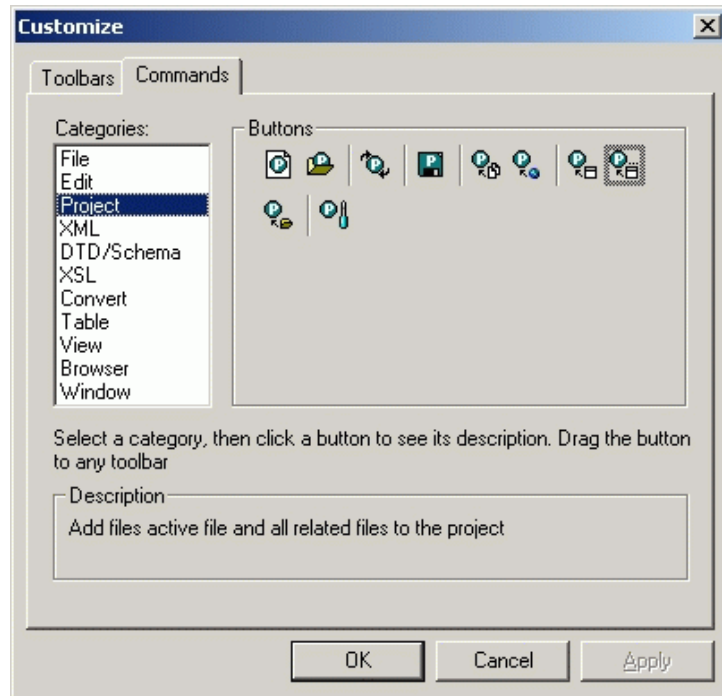 Customize
Toolbars Commands
Categories:
File
Edit
Project
XML
DTD/Schema
XSL
Convert
Table
View
Browser
Window
Buttons
Select a category, then click a button to see its description. Drag the button
to any toolbar
Description
Add files active file and all related files to the project
OK Cancel Apply